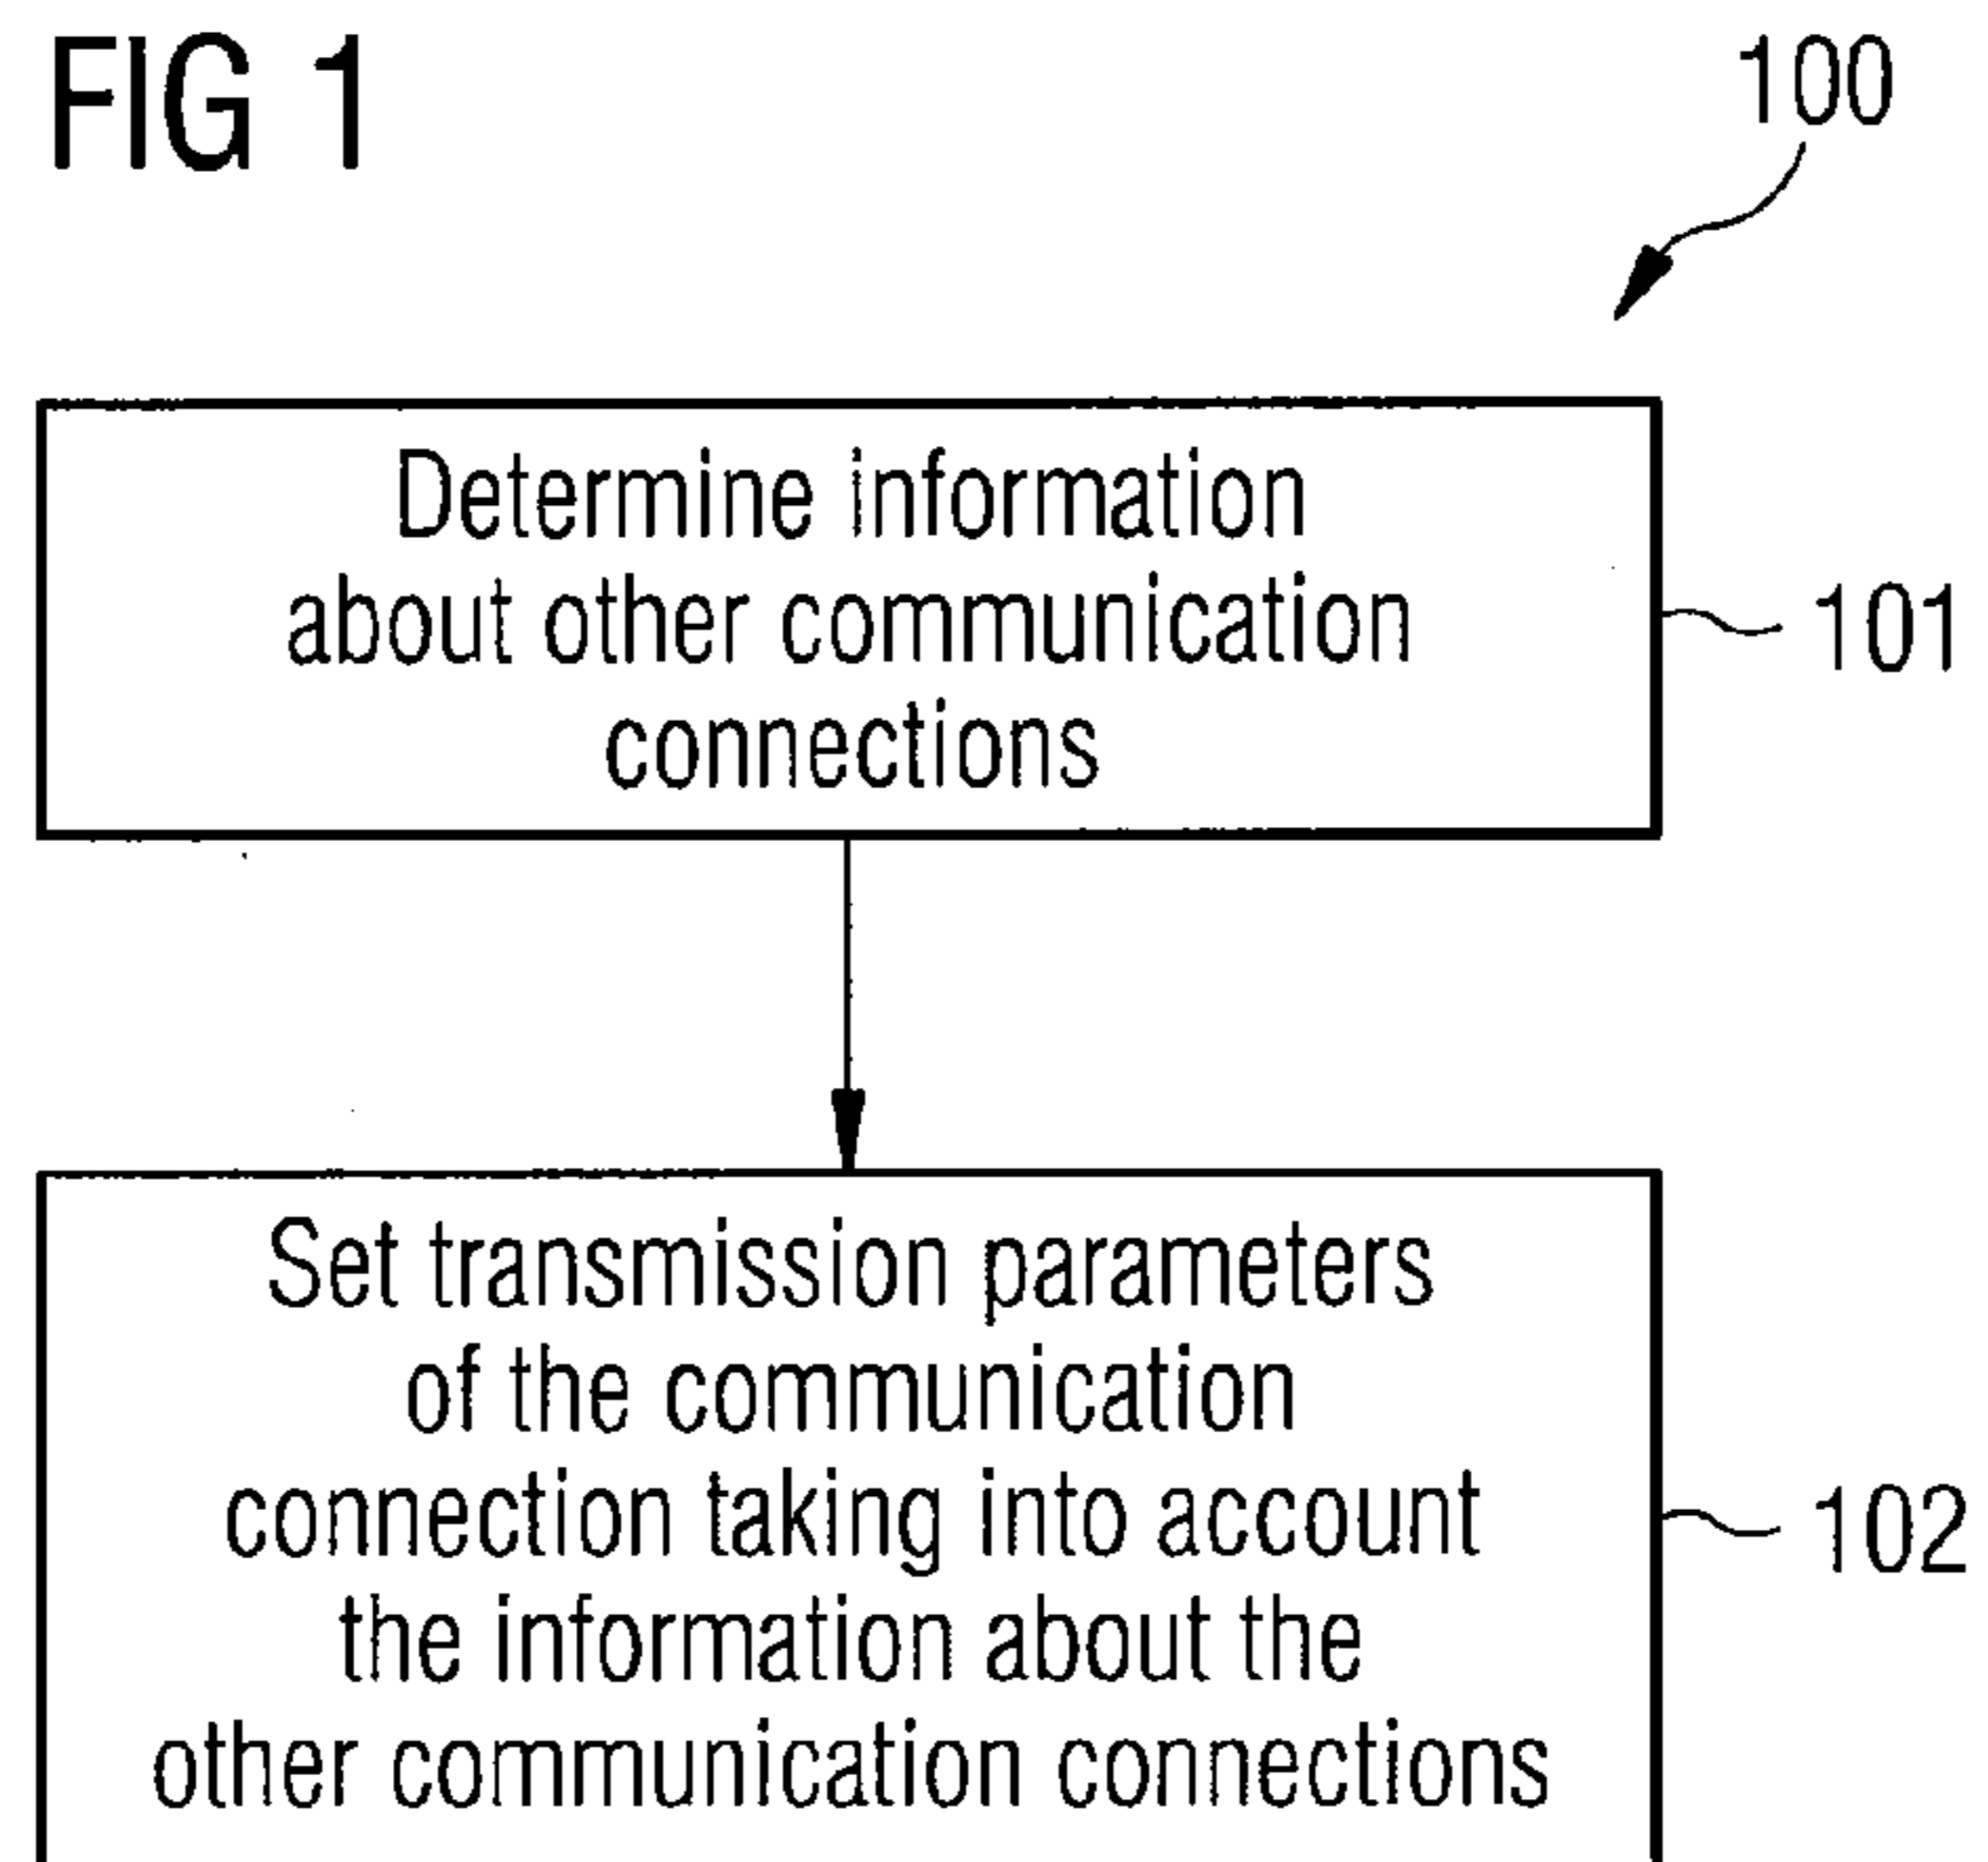 FIG 1
100
Determine information
about other communication
connections
101
Set transmission parameters
of the communication
connection taking into account
the information about the
other communication connections
102